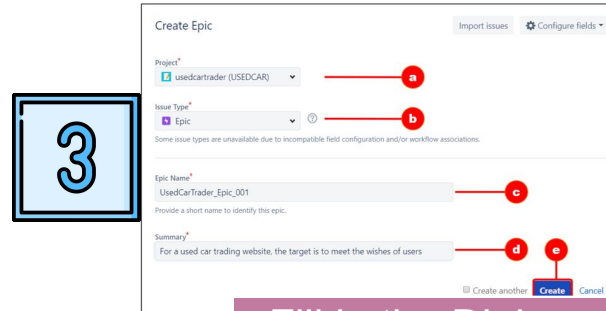 Create Epic
Import issues
Configure fields
Project*
usedcartrader (USEDCAR)
a
Issue Type*
Epic
b
Some issue types are unavailable due to incompatible field configuration and/or workflow associations.
3
Epic Name*
UsedCarTrader_Epic_001
c
Provide a short name to identify this epic.
Summary*
For a used car trading website, the target is to meet the wishes of users
d
e
Create another Create Cancel